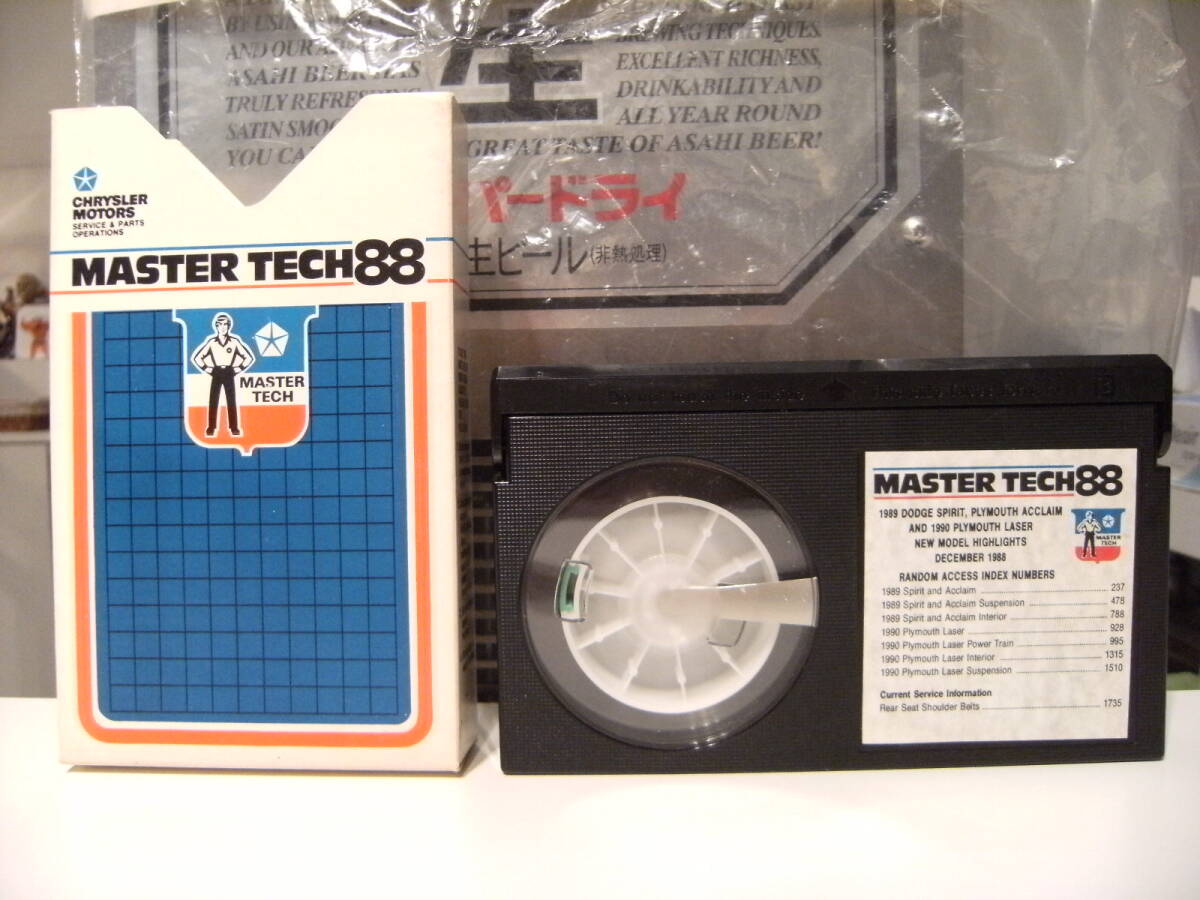 BY USING
AND OUR
ASAHI BEER HAS
TRULY REFRESHING
SATIN SMOO
YOU CA
生
BREWING TECHNIQUES.
EXCELLENT RICHNESS,
DRINKABILITY AND
ALL YEAR ROUND
GREAT TASTE OF ASAHI BEER!
パードライ
生ビール(非熱処理)
CHRYSLER
MOTORS
SERVICE & PARTS
OPERATIONS
MASTER TECH88
MASTER
TECH
MASTER TECH88
1989 DODGE SPIRIT, PLYMOUTH ACCLAIM
AND 1990 PLYMOUTH LASER
NEW MODEL HIGHLIGHTS
DECEMBER 1988
MASTER
TECH
RANDOM ACCESS INDEX NUMBERS
1989 Spirit and Acclaim 237
1989 Spirit and Acclaim Suspension 478
1989 Spirit and Acclaim Interior 788
1990 Plymouth Laser 928
1990 Plymouth Laser Power Train 995
1990 Plymouth Laser Interior 1315
1990 Plymouth Laser Suspension 1510
Current Service Information
Rear Seat Shoulder Belts 1735